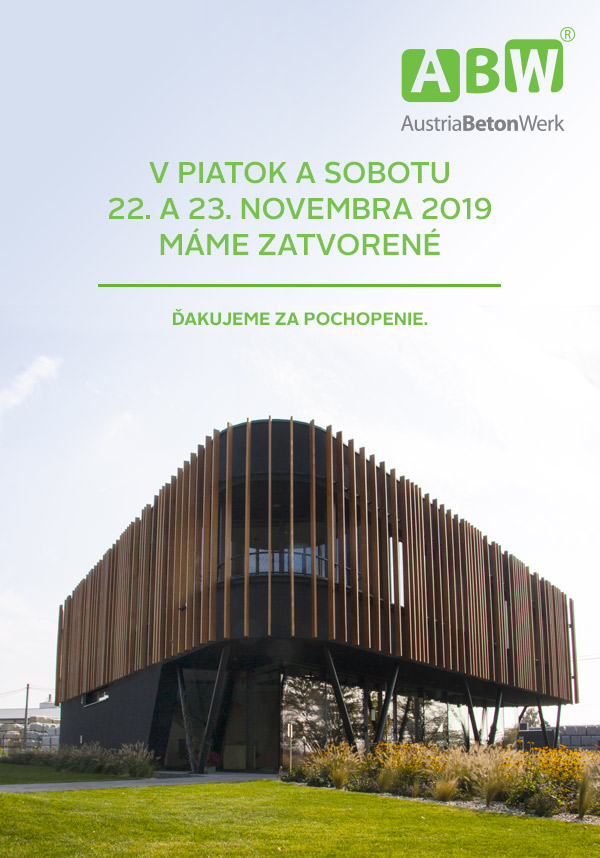 ABW®
AustriaBetonWerk
V PIATOK A SOBOTU
22. A 23. NOVEMBRA 2019
MÁME ZATVORENÉ
ĎAKUJEME ZA POCHOPENIE.